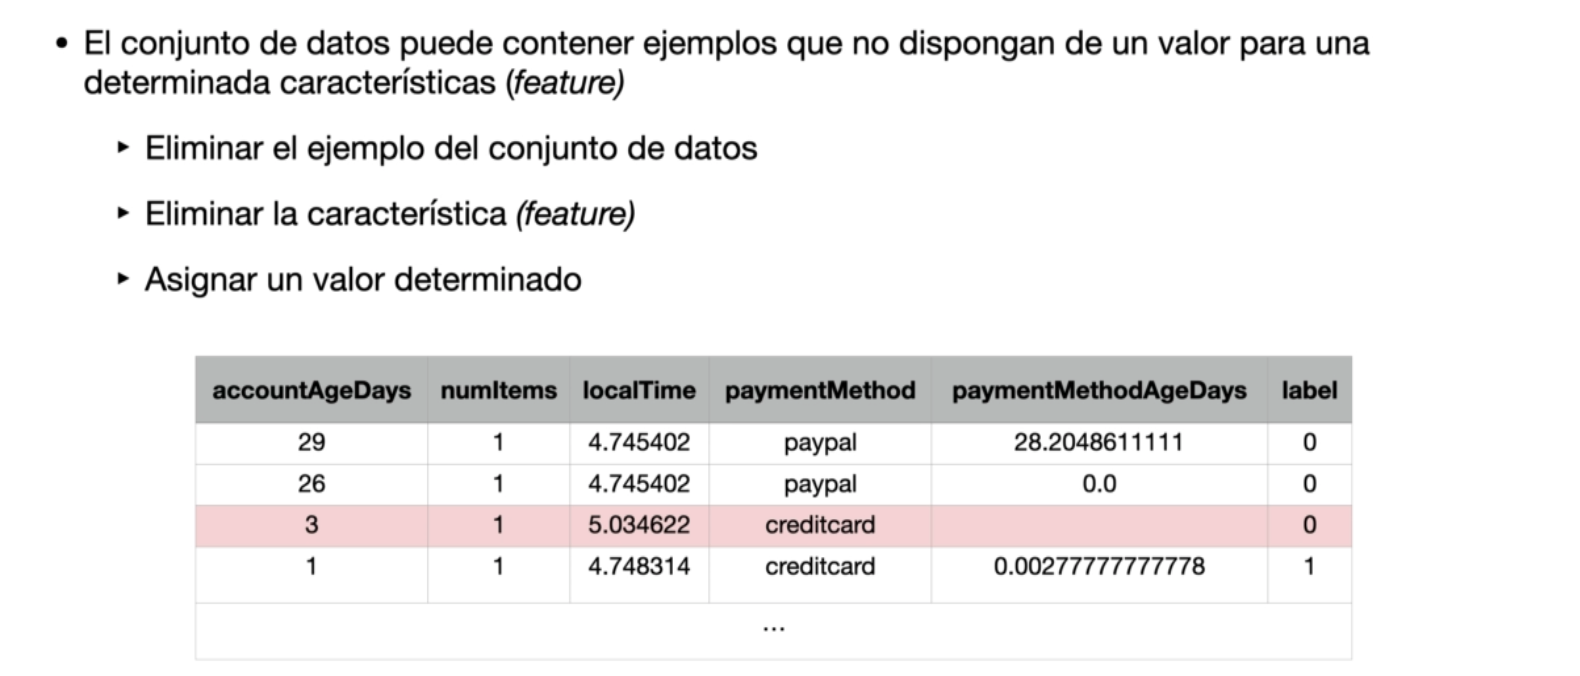 • El conjunto de datos puede contener ejemplos que no dispongan de un valor para una
determinada características (feature)
▸ Eliminar el ejemplo del conjunto de datos
▸ Eliminar la característica (feature)
▸ Asignar un valor determinado
accountAgeDays numItems localTime paymentMethod paymentMethodAgeDays label
29 1 4.745402 paypal 28.2048611111 0
26 1 4.745402 paypal 0.0 0
3 1 5.034622 creditcard 0
1 1 4.748314 creditcard 0.00277777777778 1
...